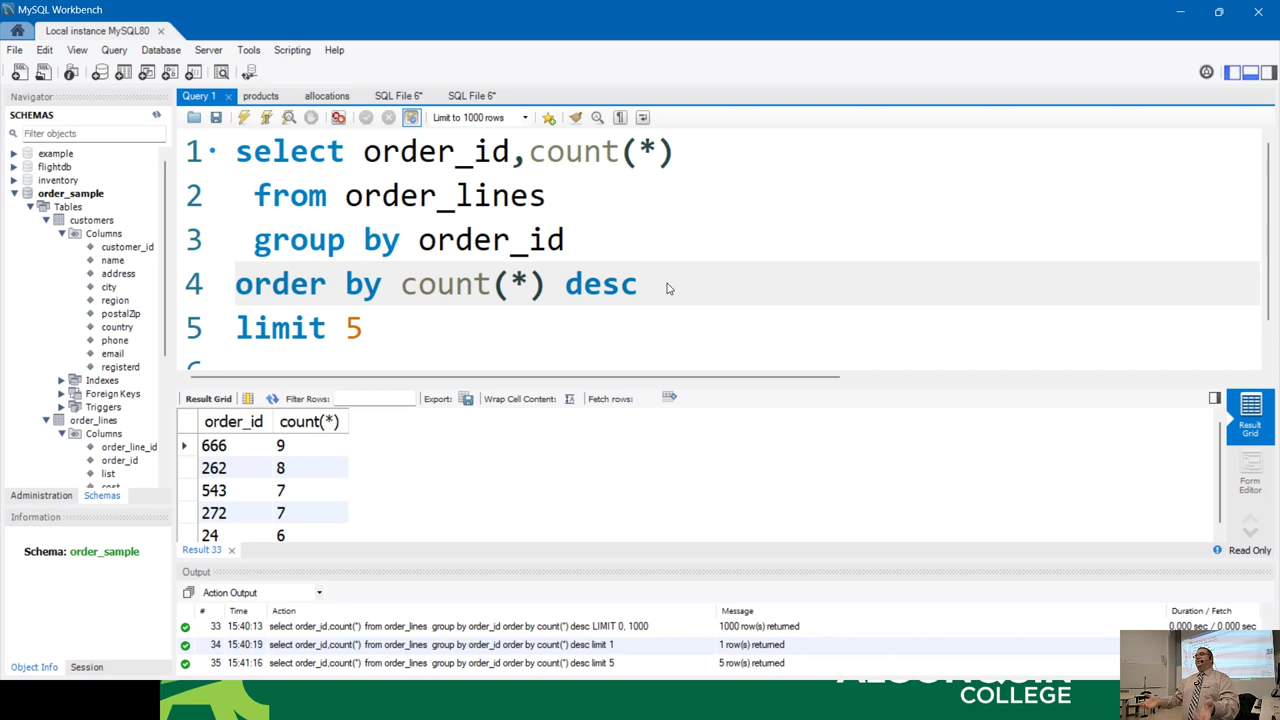 MySQL Workbench
Local instance MySQL80
File Edit View Query Database Server Tools Scripting Help
Navigator
SCHEMAS
Filter objects
example
flightdb
inventory
order_sample
Tables
customers
Columns
customer_id
name
address
city
region
postalZip
country
phone
email
registerd
Indexes
Foreign Keys
Triggers
order_lines
Columns
order_line_id
order_id
list
cost
Administration Schemas
Information
Schema: order_sample
Object Info Session
Query 1 products allocations SQL File 6* SQL File 6*
Limit to 1000 rows
1 select order_id,count(*)
2 from order_lines
3 group by order_id
4 order by count(*) desc
5 limit 5
6
Result Grid Filter Rows: Export: Wrap Cell Content: Fetch rows:
order_id count(*)
666 9
262 8
543 7
272 7
24 6
Result Grid
Form Editor
Result 33
Read Only
Output
Action Output
# Time Action Message Duration / Fetch
33 15:40:13 select order_id,count(*) from order_lines group by order_id order by count(*) desc LIMIT 0, 1000 1000 row(s) returned 0.000 sec / 0.000 sec
34 15:40:19 select order_id,count(*) from order_lines group by order_id order by count(*) desc limit 1 1 row(s) returned
35 15:41:16 select order_id,count(*) from order_lines group by order_id order by count(*) desc limit 5 5 row(s) returned
ALGONQUIN
COLLEGE